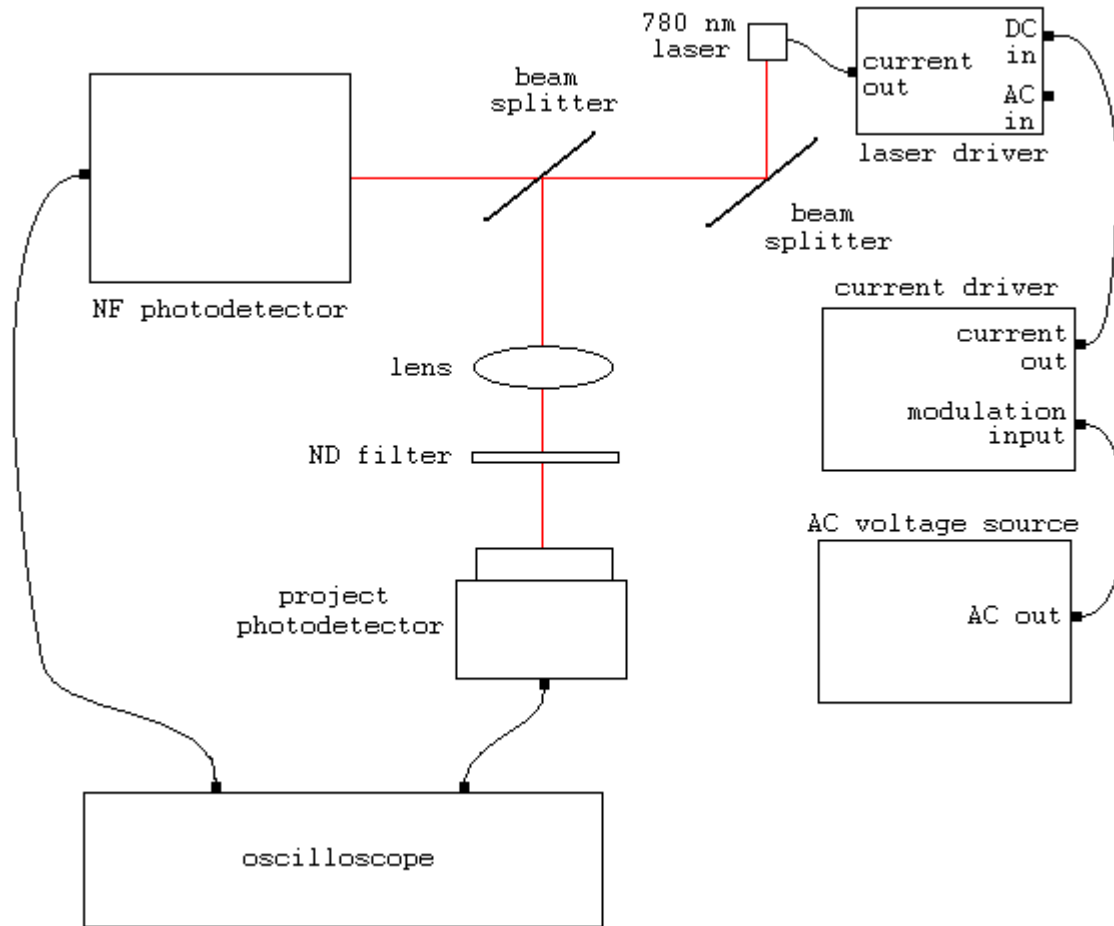 780 nm
laser
DC
in
current
out
AC
in
laser driver
beam
splitter
beam
splitter
NF photodetector
current driver
current
out
modulation
input
lens
ND filter
AC voltage source
AC out
project
photodetector
oscilloscope